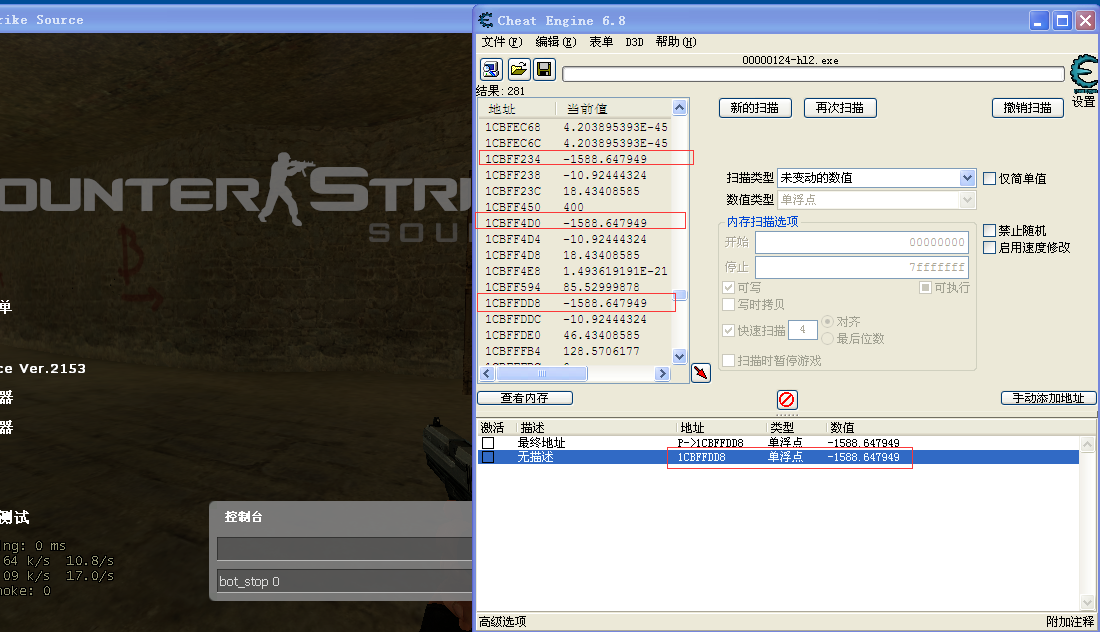 rike Source
OUNTER STRI
SOU
单
ce Ver.2153
器
器
测试
ing: 0 ms
64 k/s 10.8/s
09 k/s 17.0/s
hoke: 0
控制台
bot_stop 0
Cheat Engine 6.8
文件(F) 编辑(E) 表单 D3D 帮助(H)
00000124-hl2.exe
设置
结果: 281
地址 当前值
1CBFEC68 4.203895393E-45
1CBFEC6C 4.203895393E-45
1CBFF234 -1588.647949
1CBFF238 -10.92444324
1CBFF23C 18.43408585
1CBFF450 400
1CBFF4D0 -1588.647949
1CBFF4D4 -10.92444324
1CBFF4D8 18.43408585
1CBFF4E8 1.493619191E-21
1CBFF594 85.52999878
1CBFFDD8 -1588.647949
1CBFFDDC -10.92444324
1CBFFDE0 46.43408585
1CBFFFB4 128.5706177
新的扫描 再次扫描 撤销扫描
扫描类型 未变动的数值 仅简单值
数值类型 单浮点
内存扫描选项
开始 00000000
停止 7fffffff
可写 可执行
写时拷贝
快速扫描 4 对齐
最后位数
扫描时暂停游戏
禁止随机
启用速度修改
查看内存 手动添加地址
激活 描述 地址 类型 数值
最终地址 P->1CBFFDD8 单浮点 -1588.647949
无描述 1CBFFDD8 单浮点 -1588.647949
高级选项 附加注释